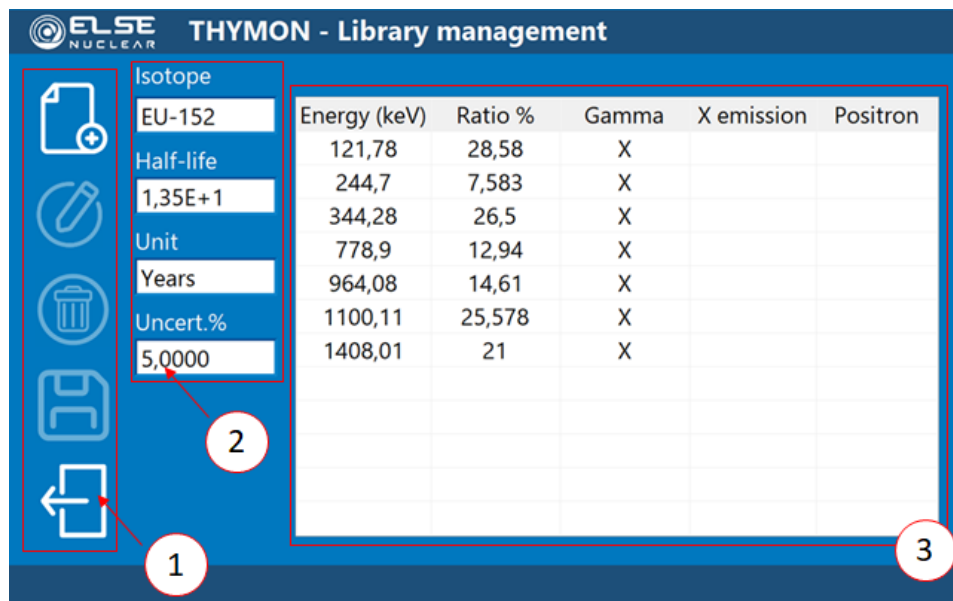 ELSE NUCLEAR THYMON - Library management
Isotope
EU-152
Half-life
1,35E+1
Unit
Years
Uncert.%
5,0000
Energy (keV) Ratio % Gamma X emission Positron
121,78 28,58 X
244,7 7,583 X
344,28 26,5 X
778,9 12,94 X
964,08 14,61 X
1100,11 25,578 X
1408,01 21 X
2
1
3